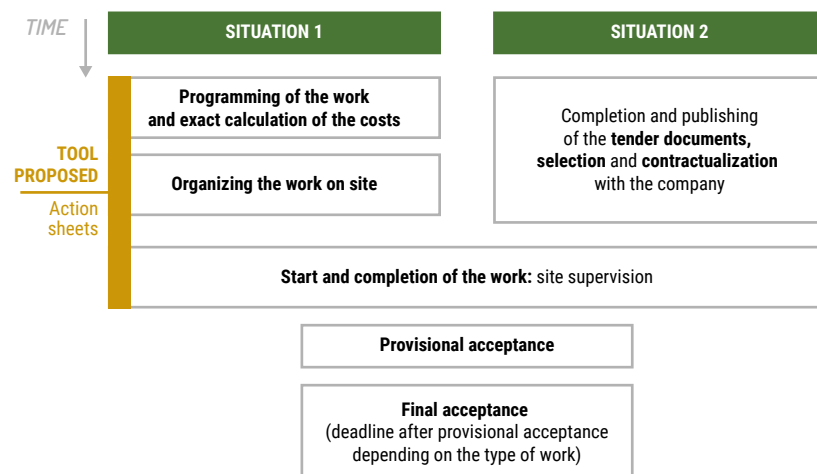 TIME
SITUATION 1
SITUATION 2
Programming of the work
and exact calculation of the costs
Completion and publishing
of the tender documents,
selection and contractualization
with the company
TOOL
PROPOSED
Action
sheets
Organizing the work on site
Start and completion of the work: site supervision
Provisional acceptance
Final acceptance
(deadline after provisional acceptance
depending on the type of work)